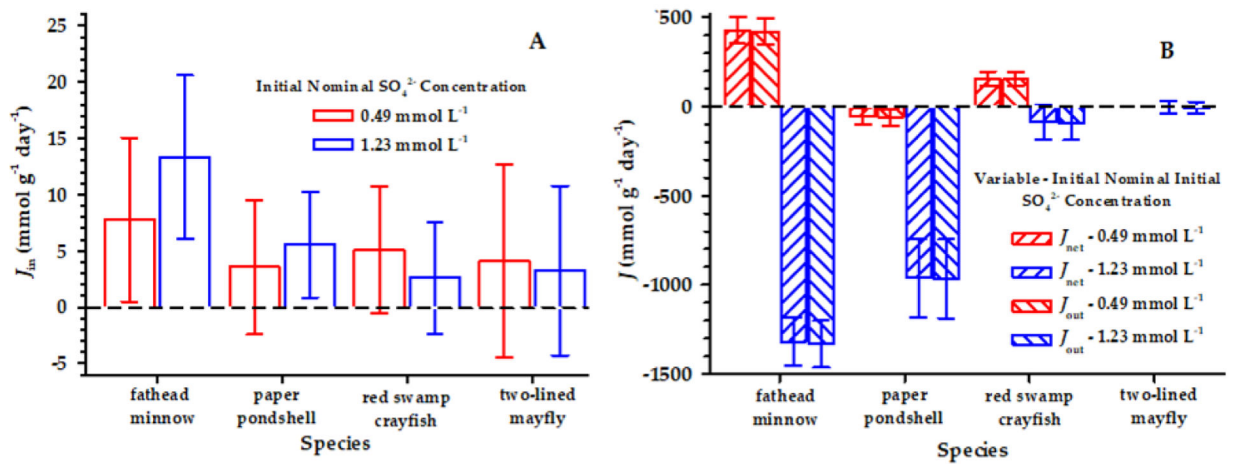 A
Initial Nominal SO₄²⁻ Concentration
0.49 mmol L⁻¹
1.23 mmol L⁻¹
J_in (mmol g⁻¹ day⁻¹)
25
20
15
10
5
0
-5
fathead minnow
paper pondshell
red swamp crayfish
two-lined mayfly
Species
B
J (mmol g⁻¹ day⁻¹)
500
0
-500
-1000
-1500
Variable - Initial Nominal Initial
SO₄²⁻ Concentration
J_net - 0.49 mmol L⁻¹
J_net - 1.23 mmol L⁻¹
J_out - 0.49 mmol L⁻¹
J_out - 1.23 mmol L⁻¹
fathead minnow
paper pondshell
red swamp crayfish
two-lined mayfly
Species